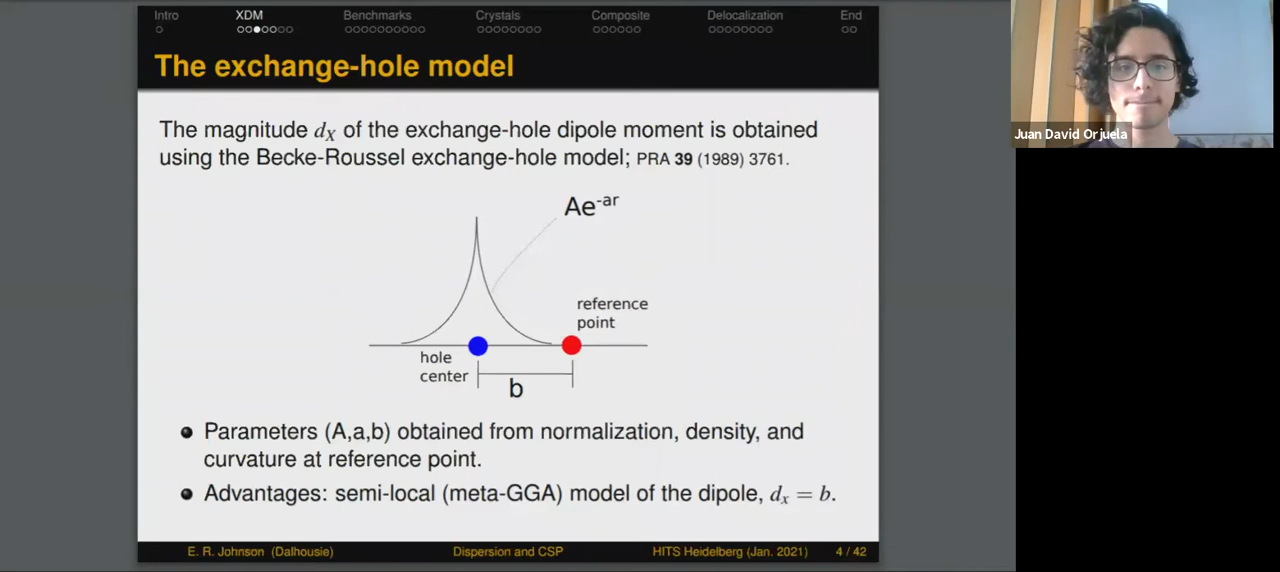 Intro XDM Benchmarks Crystals Composite Delocalization End
The exchange-hole model
The magnitude dX of the exchange-hole dipole moment is obtained
using the Becke-Roussel exchange-hole model; PRA 39 (1989) 3761.
Ae-ar
reference
point
hole
center
b
Parameters (A,a,b) obtained from normalization, density, and
curvature at reference point.
Advantages: semi-local (meta-GGA) model of the dipole, dx = b.
E. R. Johnson (Dalhousie) Dispersion and CSP HITS Heidelberg (Jan. 2021) 4 / 42
Juan David Orjuela